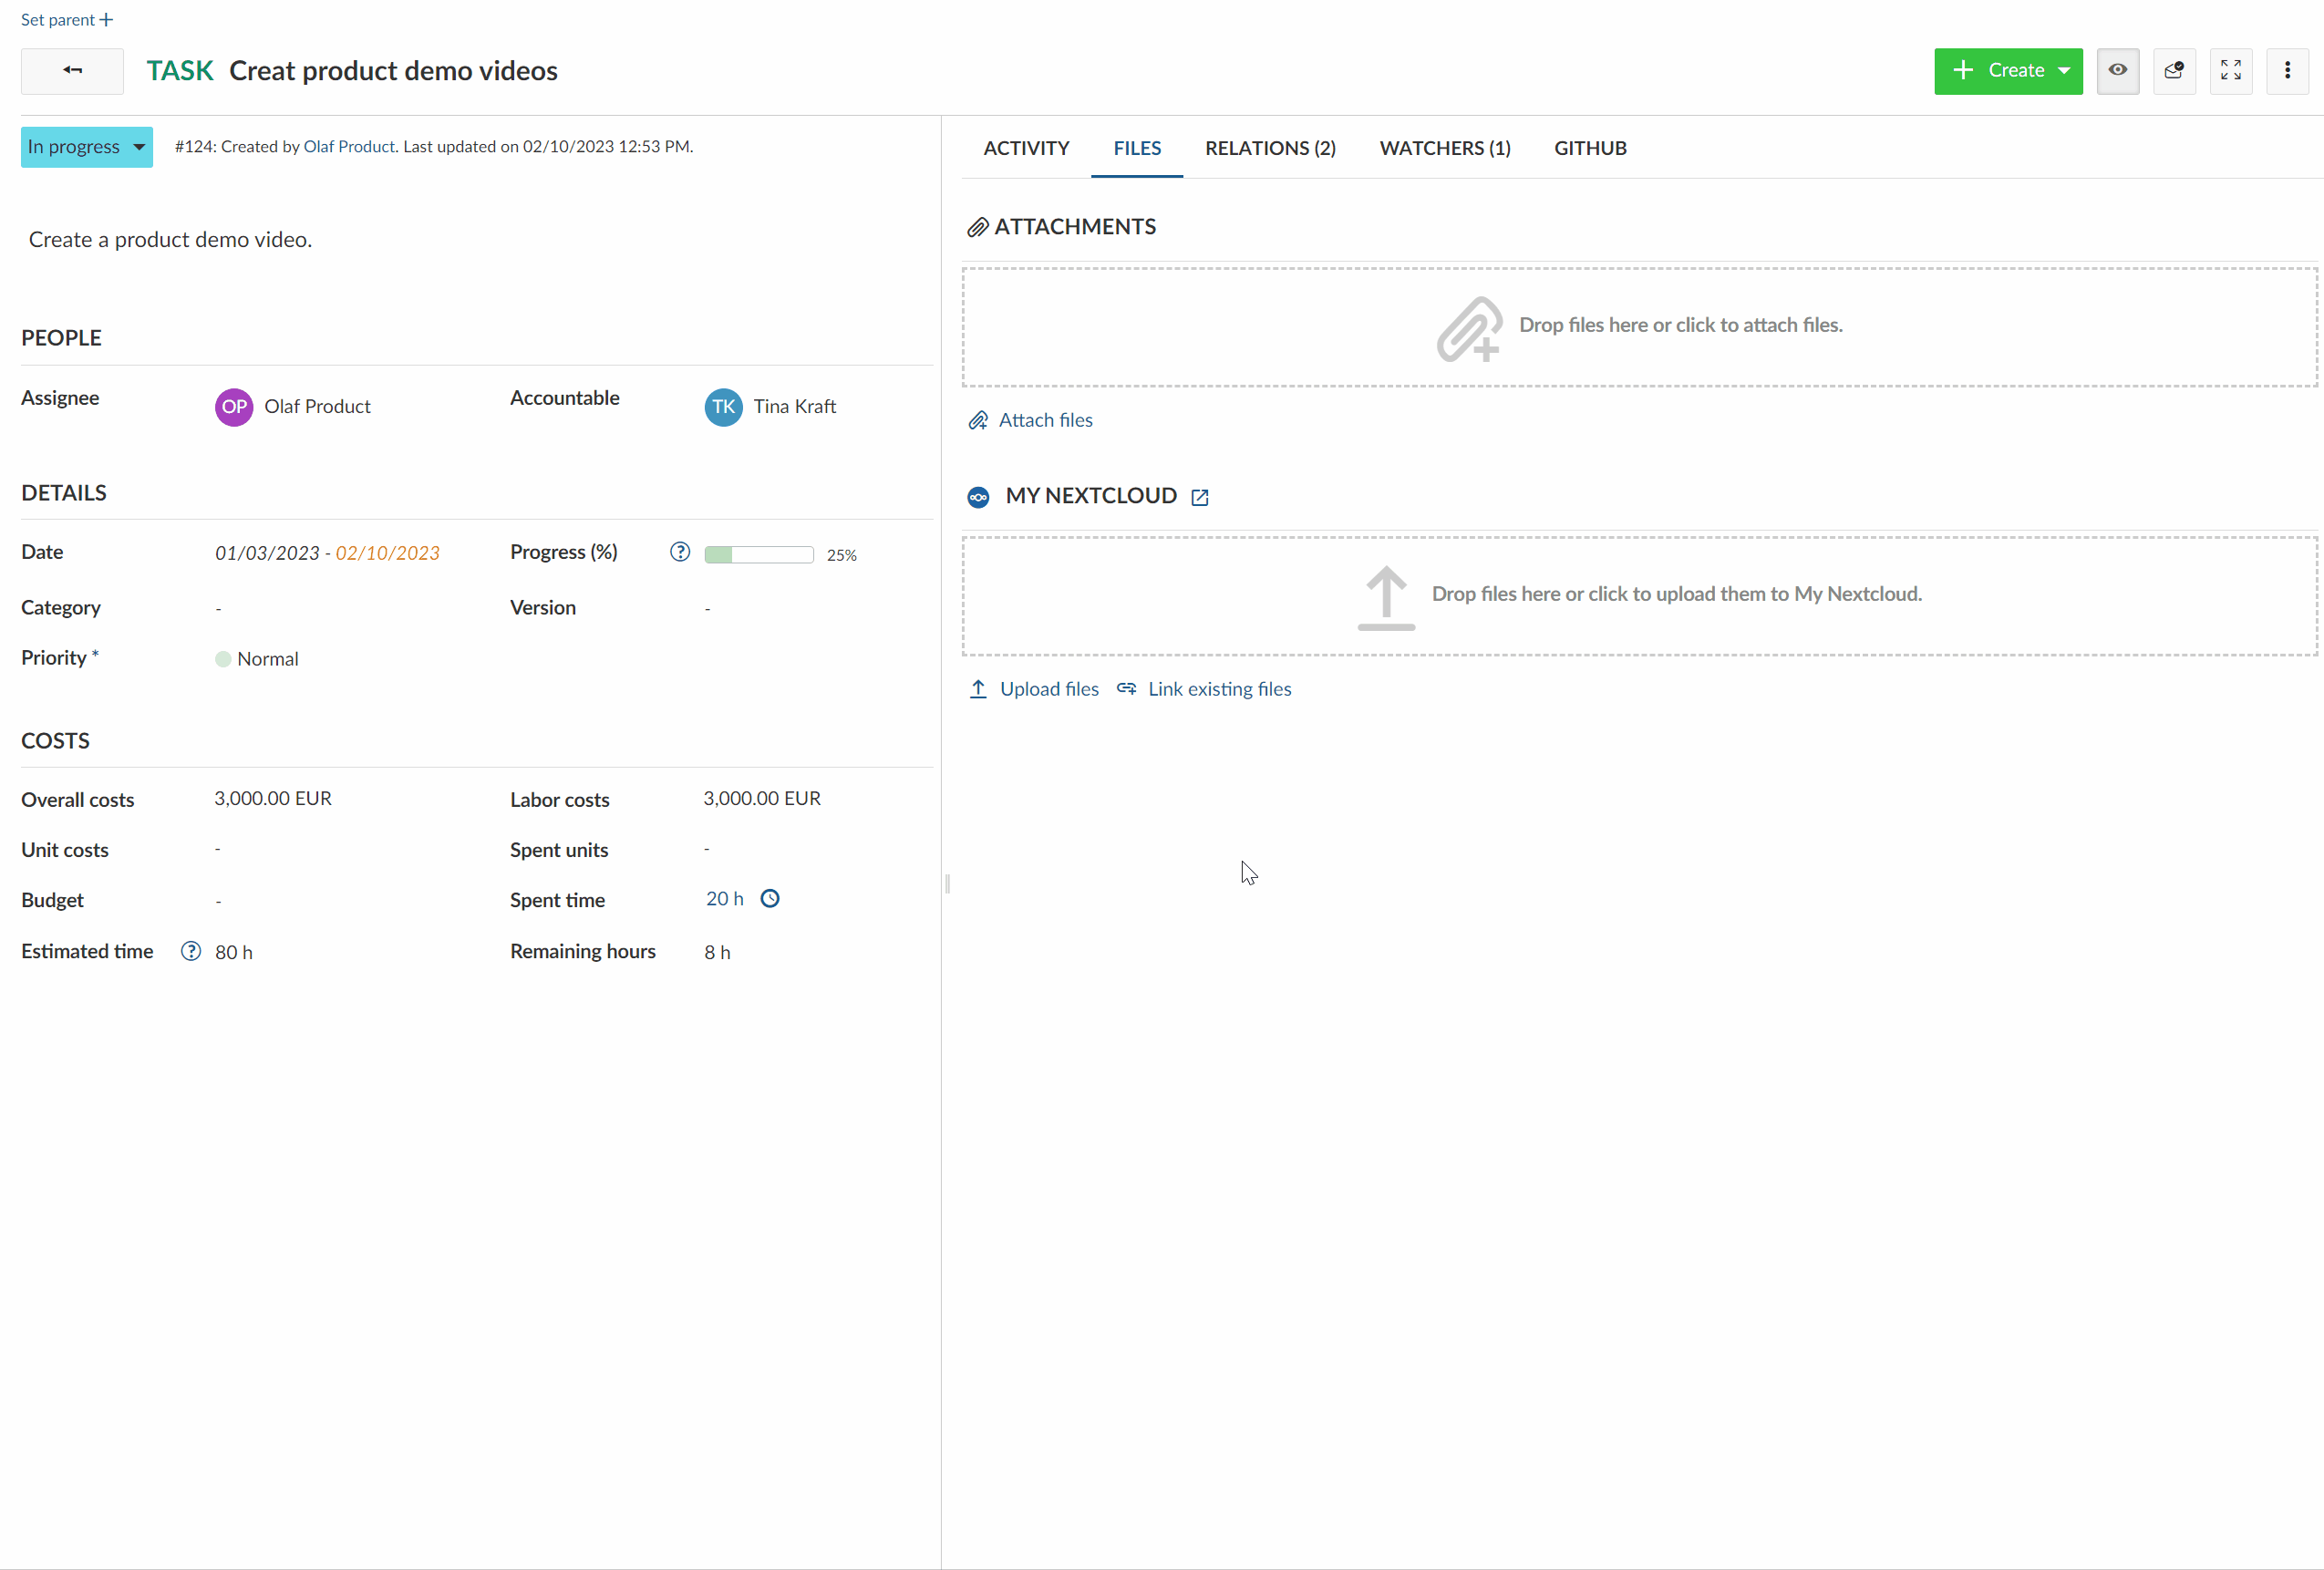 Set parent +
TASK Creat product demo videos
+ Create
In progress
#124: Created by Olaf Product. Last updated on 02/10/2023 12:53 PM.
Create a product demo video.
PEOPLE
Assignee OP Olaf Product Accountable TK Tina Kraft
DETAILS
Date 01/03/2023 - 02/10/2023 Progress (%) ? 25%
Category - Version -
Priority * Normal
COSTS
Overall costs 3,000.00 EUR Labor costs 3,000.00 EUR
Unit costs - Spent units -
Budget - Spent time 20 h
Estimated time ? 80 h Remaining hours 8 h
ACTIVITY FILES RELATIONS (2) WATCHERS (1) GITHUB
ATTACHMENTS
Drop files here or click to attach files.
Attach files
MY NEXTCLOUD
Drop files here or click to upload them to My Nextcloud.
Upload files Link existing files